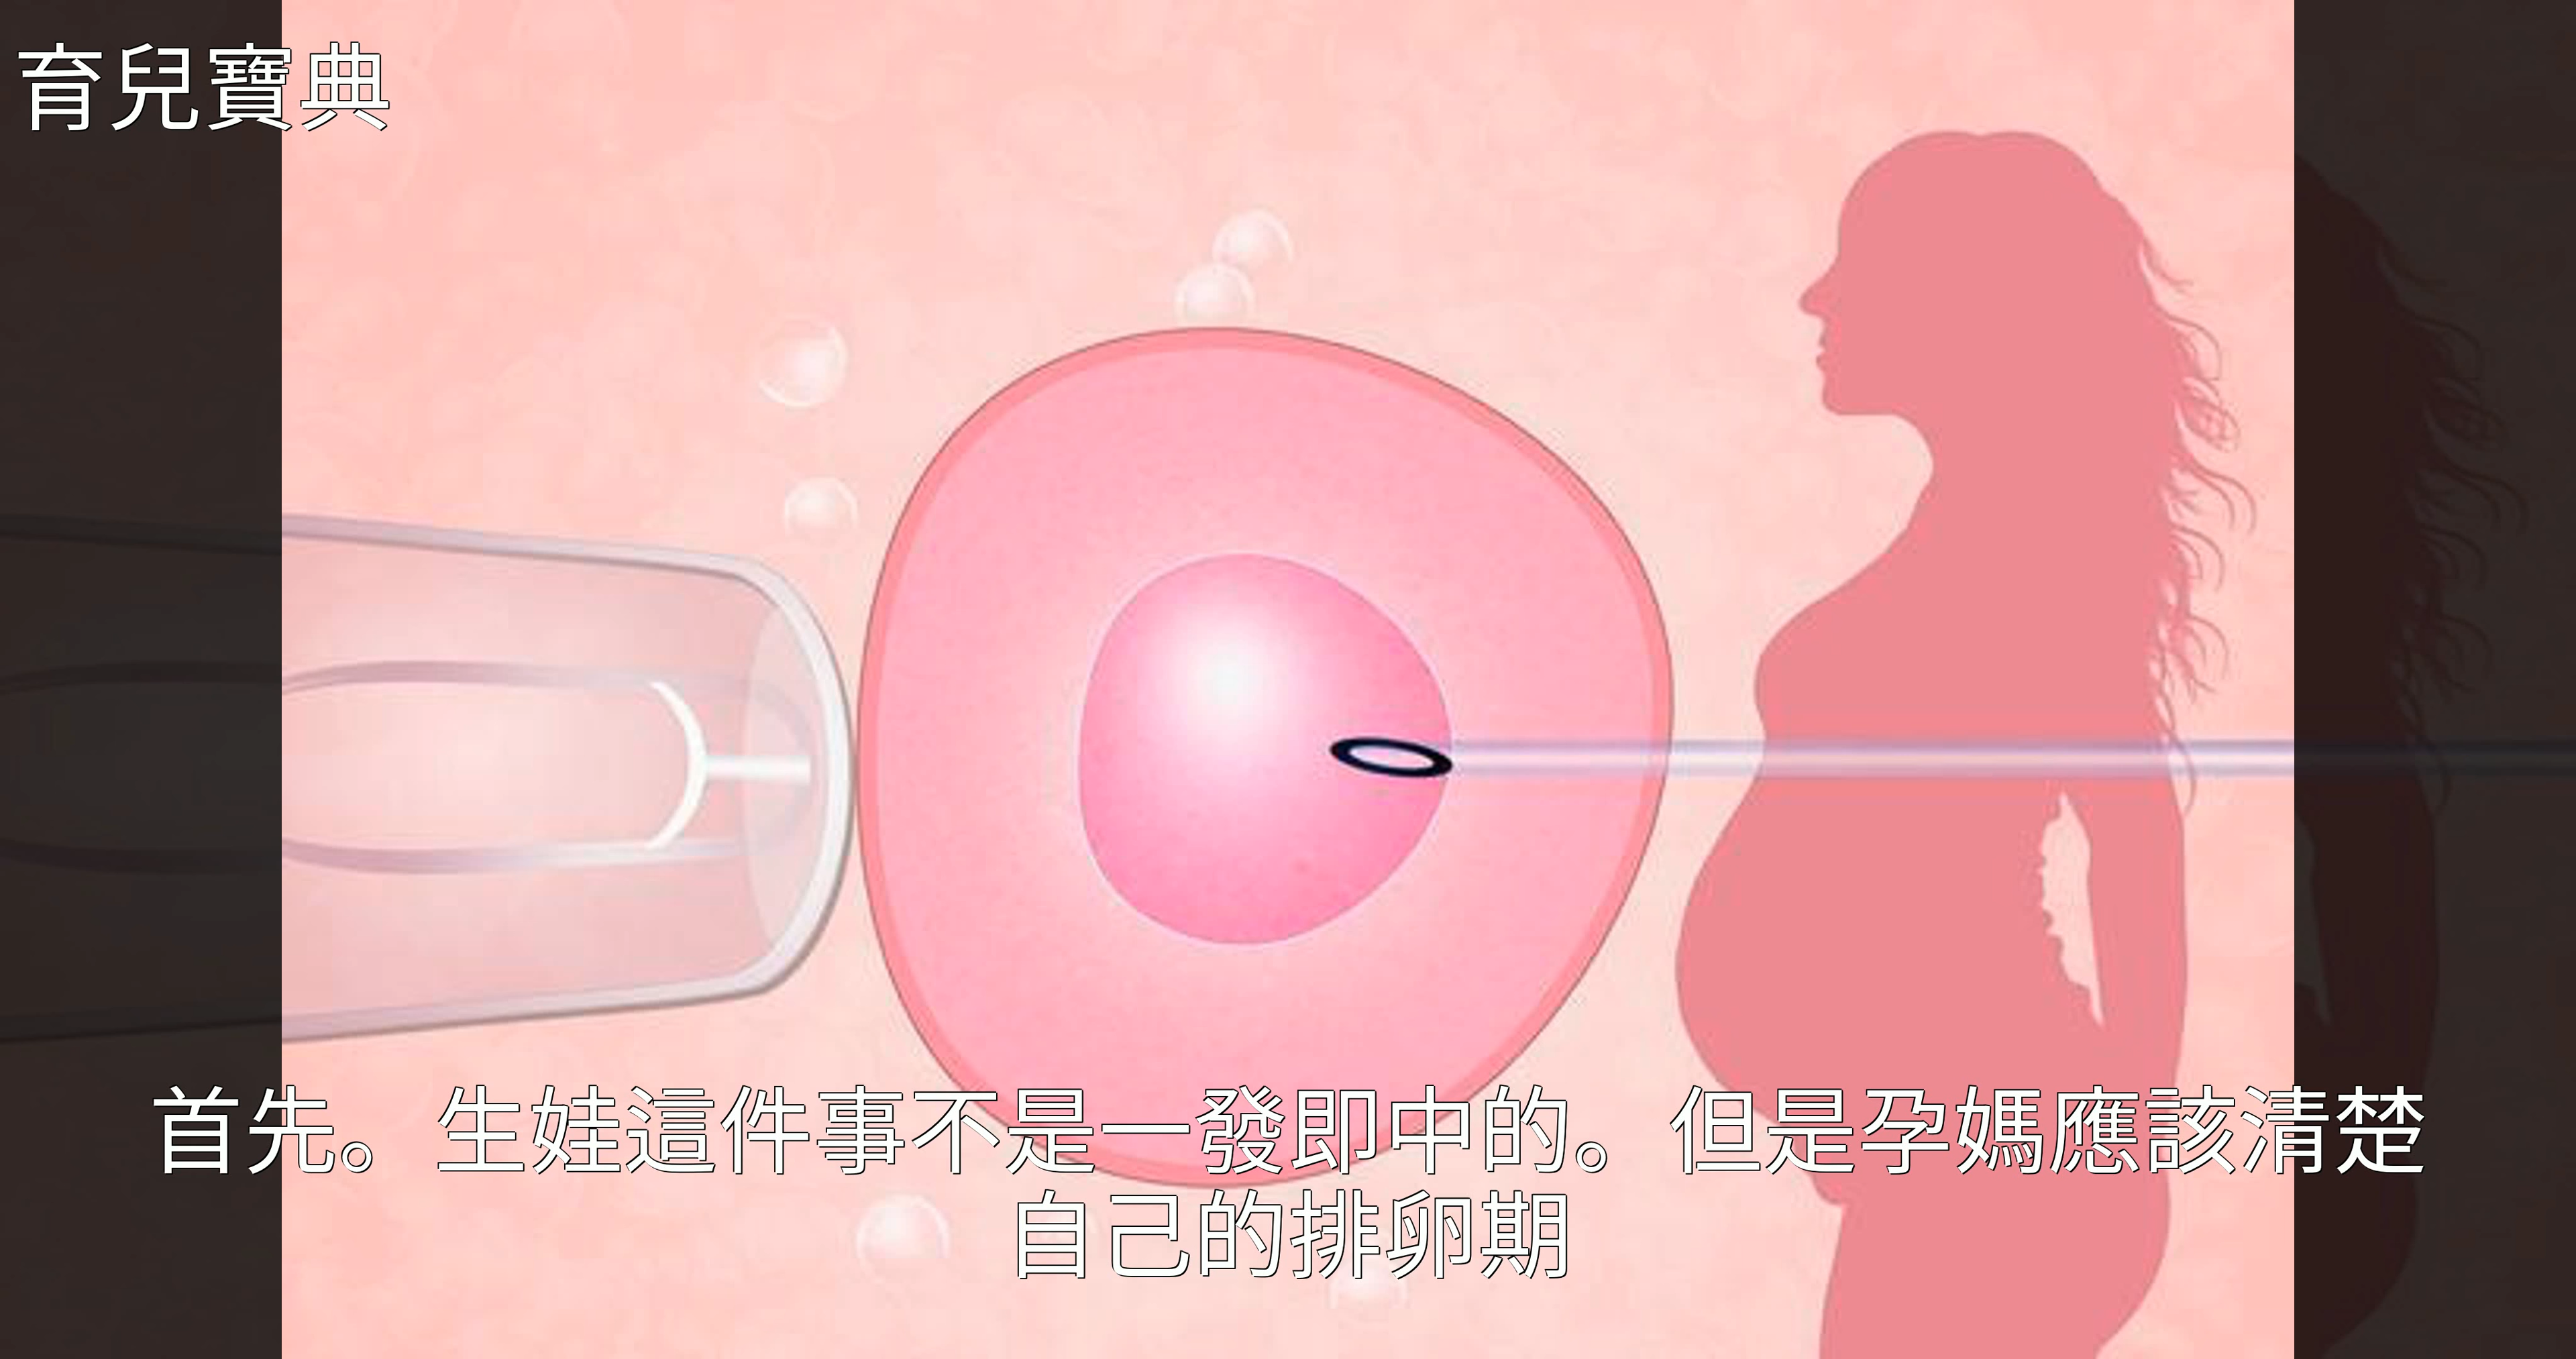 育兒寶典
首先。生娃這件事不是一發即中的。但是孕媽應該清楚
自己的排卵期